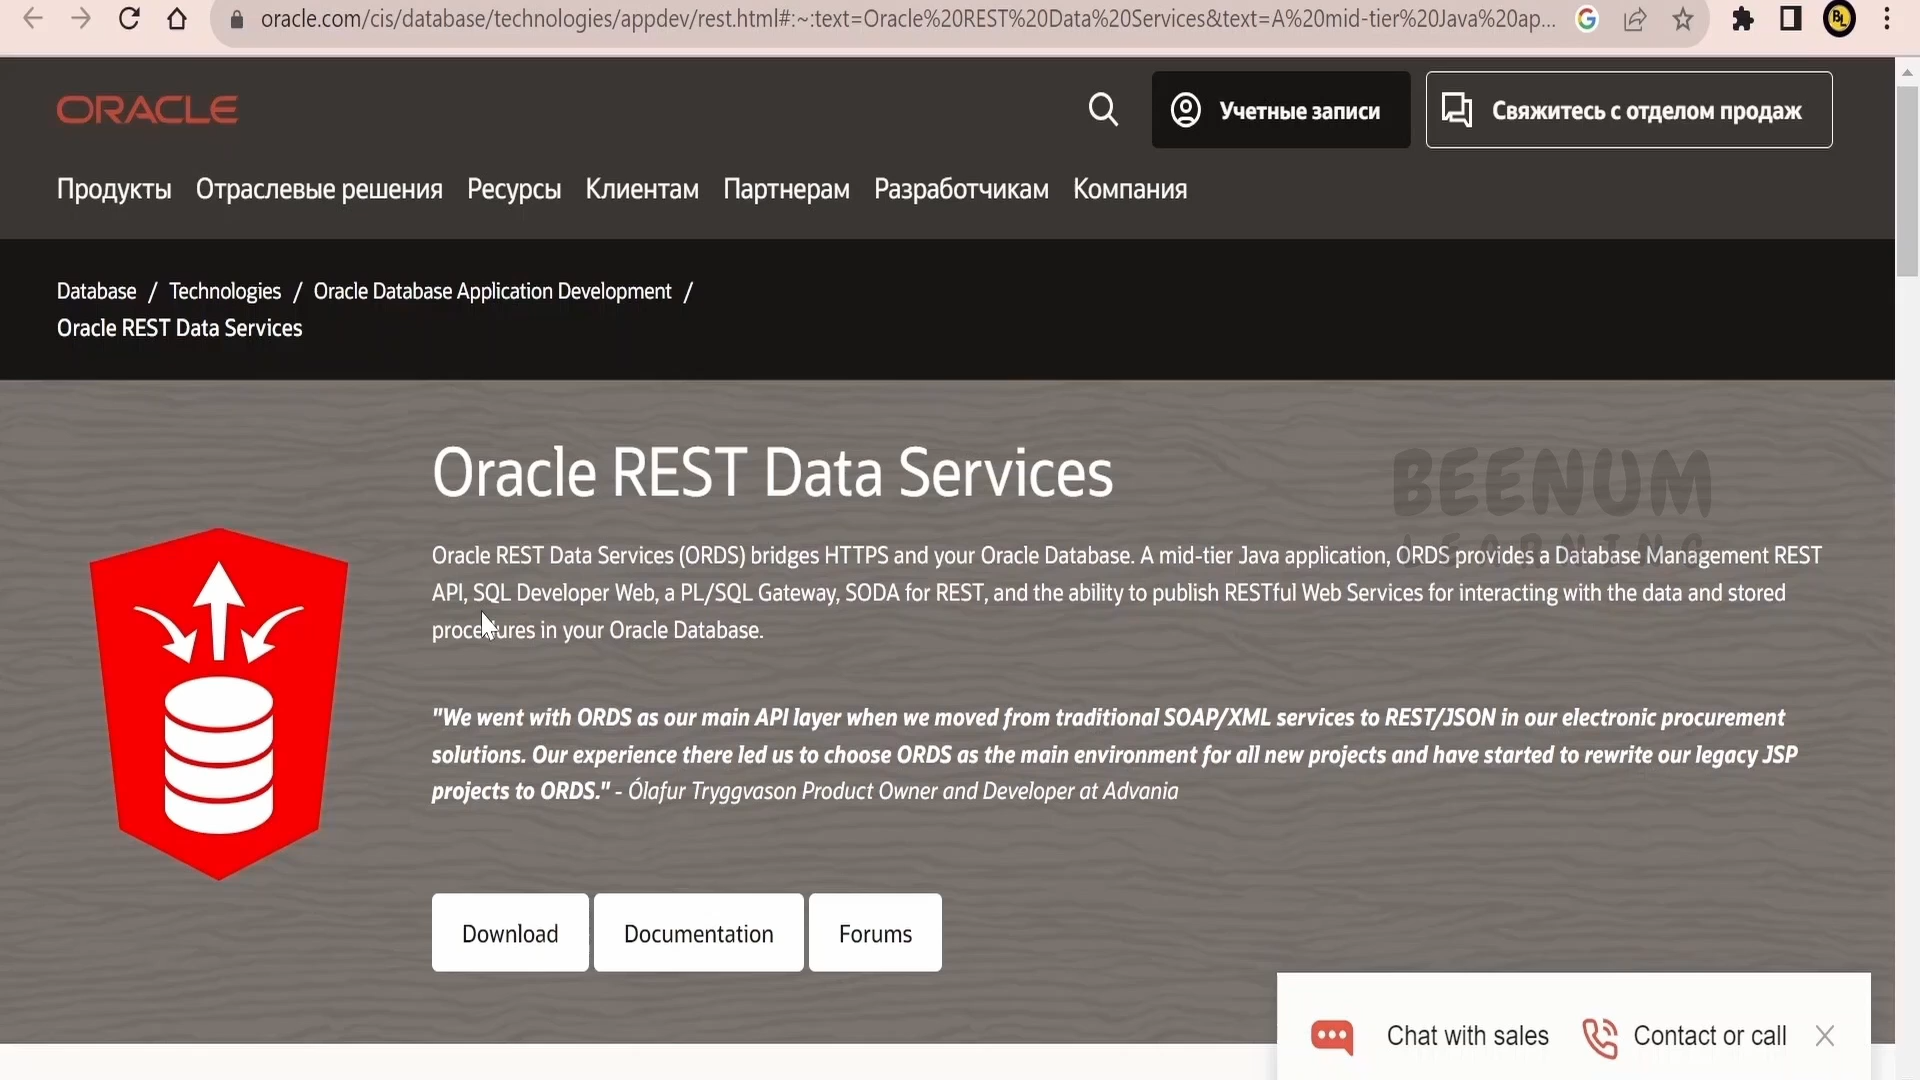 oracle.com/cis/database/technologies/appdev/rest.html#:~:text=Oracle%20REST%20Data%20Services&text=A%20mid-tier%20Java%20ap...
ORACLE
Учетные записи
Свяжитесь с отделом продаж
Продукты Отраслевые решения Ресурсы Клиентам Партнерам Разработчикам Компания
Database / Technologies / Oracle Database Application Development /
Oracle REST Data Services
Oracle REST Data Services
BEENUM
LEARNING
Oracle REST Data Services (ORDS) bridges HTTPS and your Oracle Database. A mid-tier Java application, ORDS provides a Database Management REST
API, SQL Developer Web, a PL/SQL Gateway, SODA for REST, and the ability to publish RESTful Web Services for interacting with the data and stored
procedures in your Oracle Database.
"We went with ORDS as our main API layer when we moved from traditional SOAP/XML services to REST/JSON in our electronic procurement
solutions. Our experience there led us to choose ORDS as the main environment for all new projects and have started to rewrite our legacy JSP
projects to ORDS." - Ólafur Tryggvason Product Owner and Developer at Advania
Download Documentation Forums
Chat with sales Contact or call